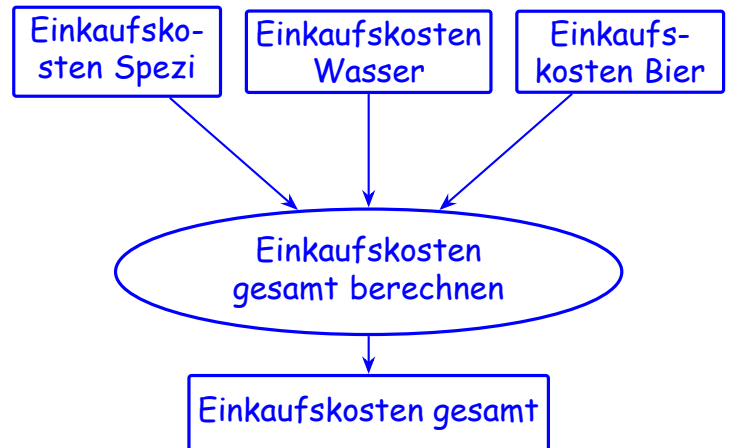 Einkaufsko-
sten Spezi
Einkaufskosten
Wasser
Einkaufs-
kosten Bier
Einkaufskosten
gesamt berechnen
Einkaufskosten gesamt